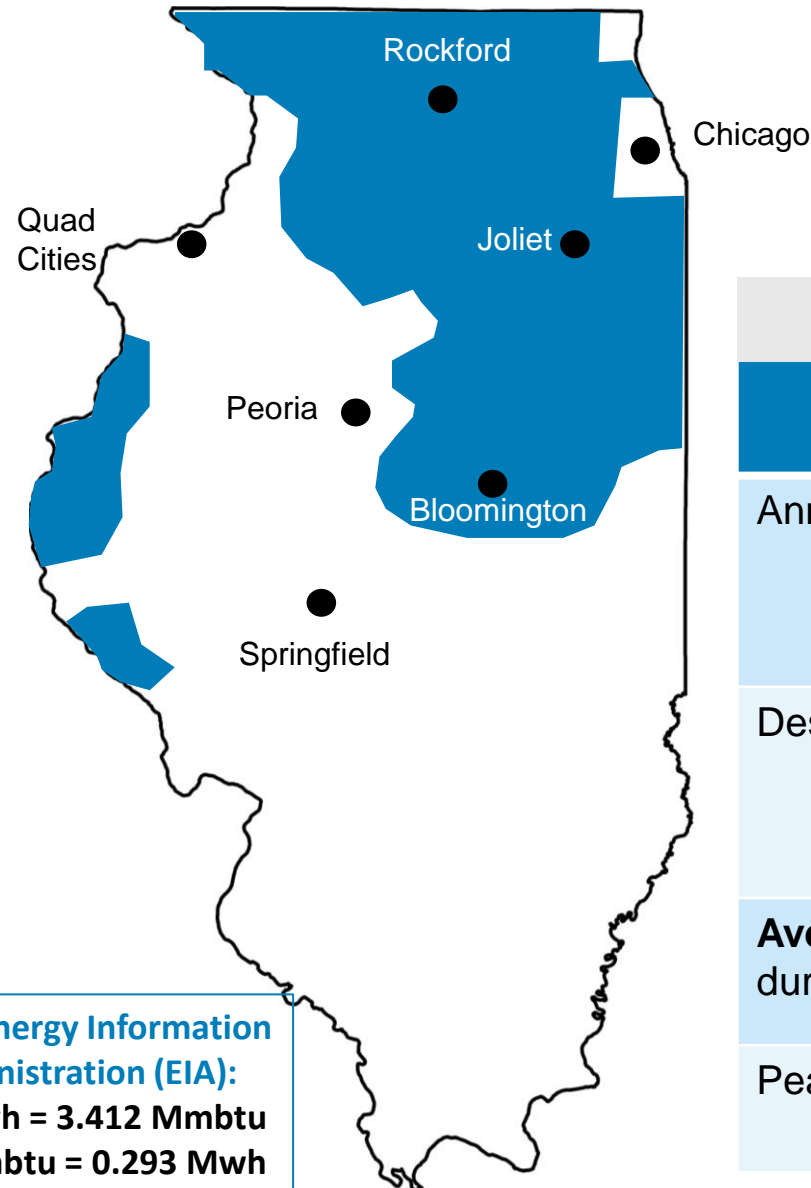 Rockford
Chicago
Quad
Cities
Joliet
Peoria
Bloomington
Springfield
nergy Information
nistration (EIA):
h = 3.412 Mmbtu
btu = 0.293 Mwh
Ann
Des
Ave
dur
Pea